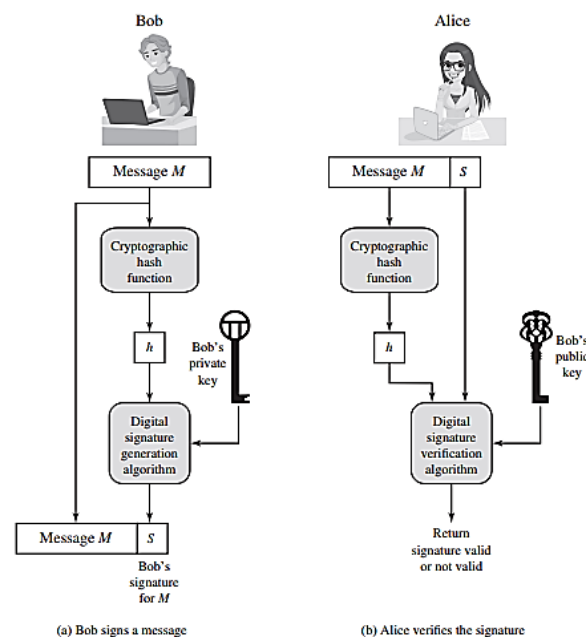 Bob
Message M
Cryptographic
hash
function
h
Bob's
private
key
Digital
signature
generation
algorithm
Message M
S
Bob's
signature
for M
(a) Bob signs a message
Alice
Message M
S
Cryptographic
hash
function
h
Bob's
public
key
Digital
signature
verification
algorithm
Return
signature valid
or not valid
(b) Alice verifies the signature